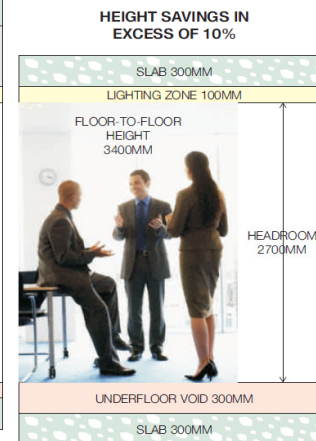 HEIGHT SAVINGS IN
EXCESS OF 10%
SLAB 300MM
LIGHTING ZONE 100MM
FLOOR-TO-FLOOR
HEIGHT
3400MM
HEADROOM
2700MM
UNDERFLOOR VOID 300MM
SLAB 300MM